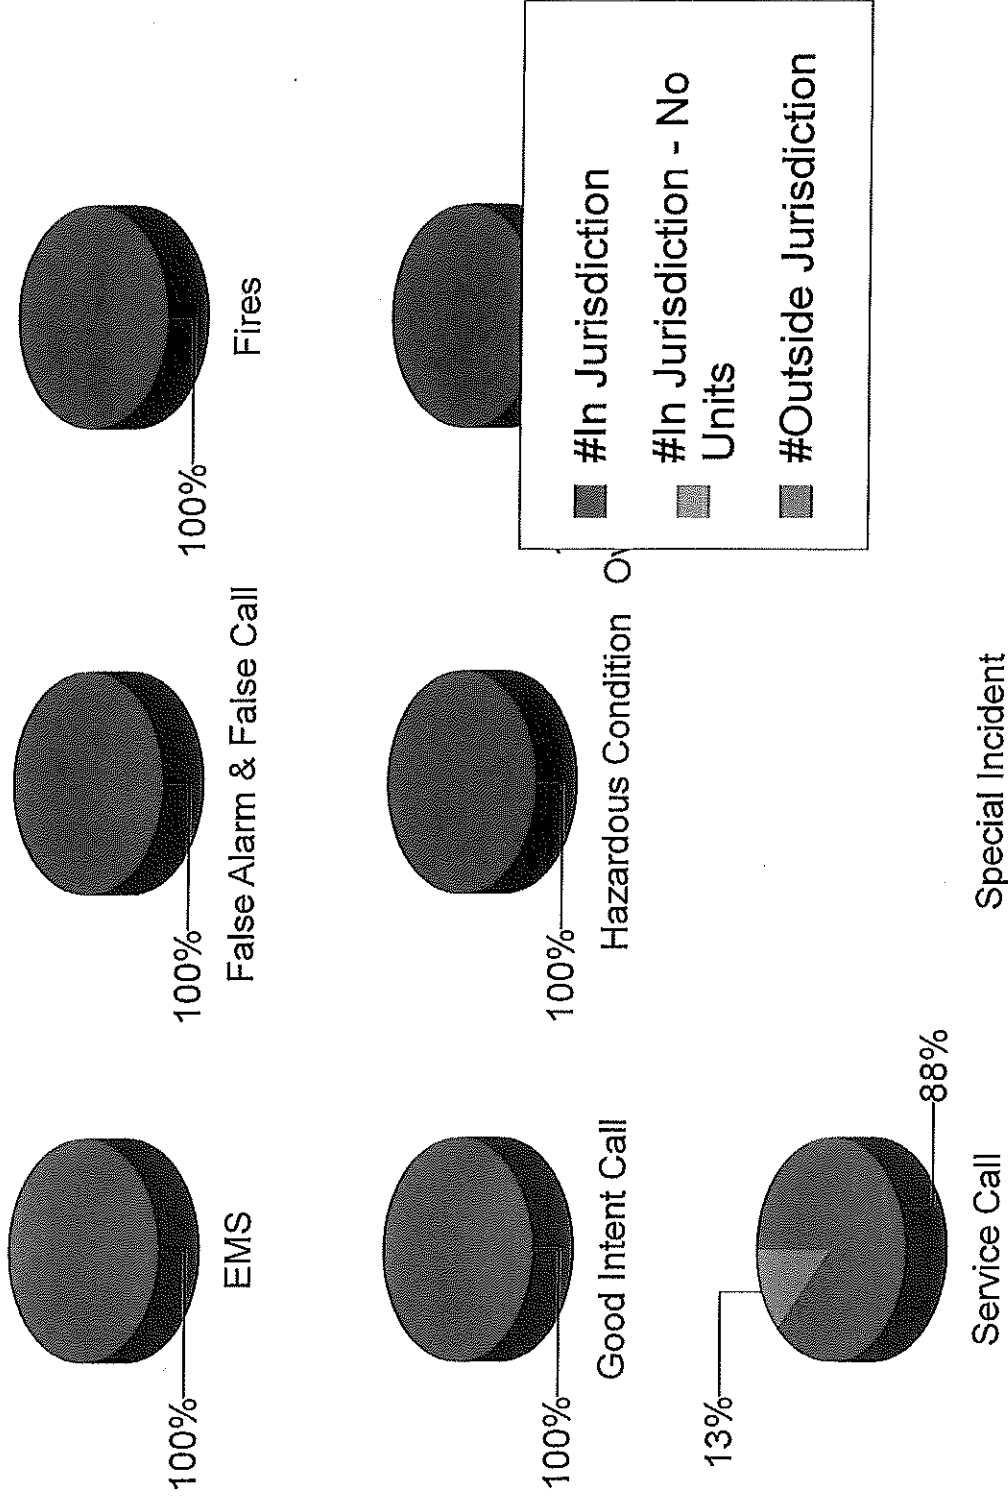 100%
EMS
100%
False Alarm & False Call
100%
Fires
100%
Good Intent Call
100%
Hazardous Condition
13%
88%
Service Call
Special Incident
#In Jurisdiction
#In Jurisdiction - No
Units
#Outside Jurisdiction